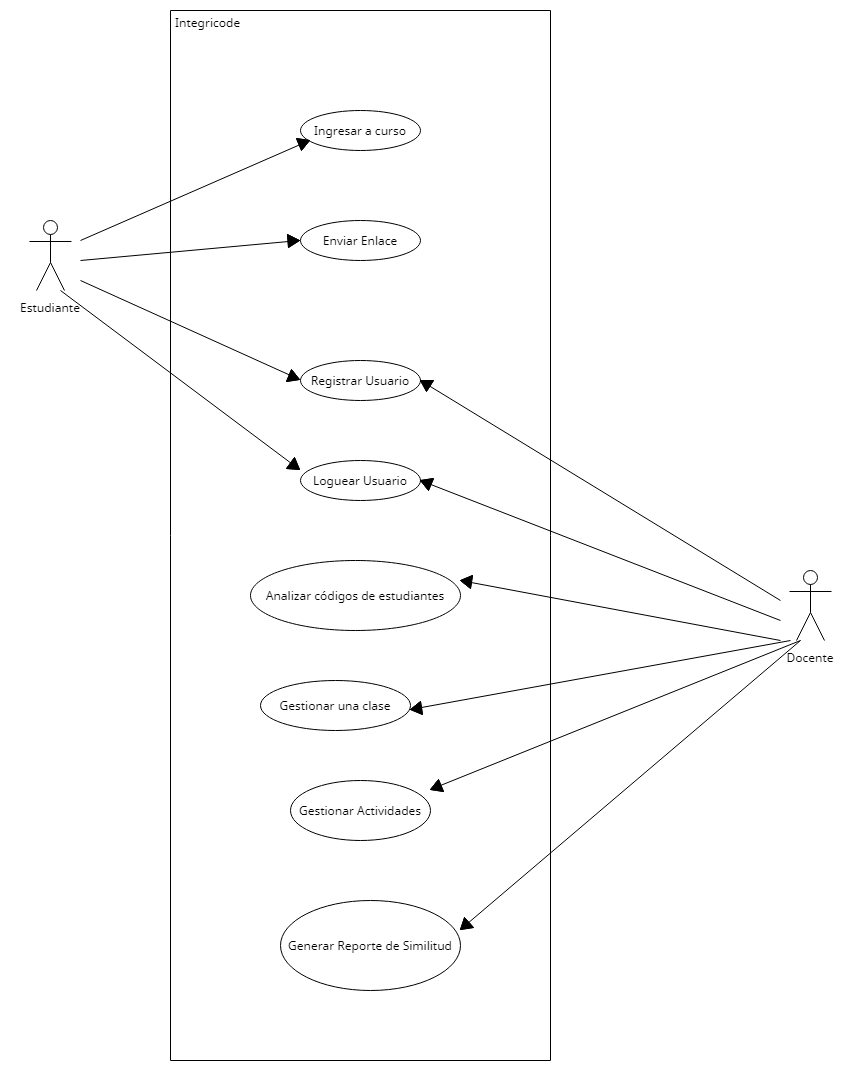 Integricode
Ingresar a curso
Enviar Enlace
Estudiante
Registrar Usuario
Loguear Usuario
Analizar códigos de estudiantes
Docente
Gestionar una clase
Gestionar Actividades
Generar Reporte de Similitud